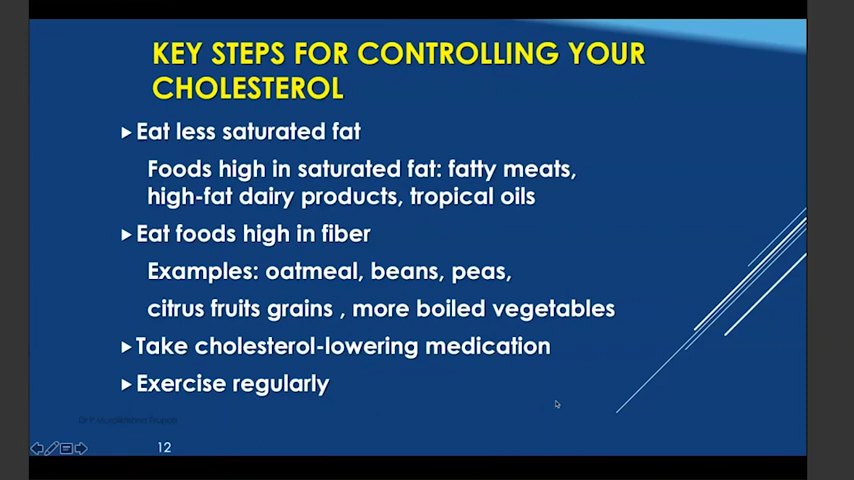 KEY STEPS FOR CONTROLLING YOUR
CHOLESTEROL
Eat less saturated fat
Foods high in saturated fat: fatty meats,
high-fat dairy products, tropical oils
Eat foods high in fiber
Examples: oatmeal, beans, peas,
citrus fruits grains , more boiled vegetables
Take cholesterol-lowering medication
Exercise regularly
12